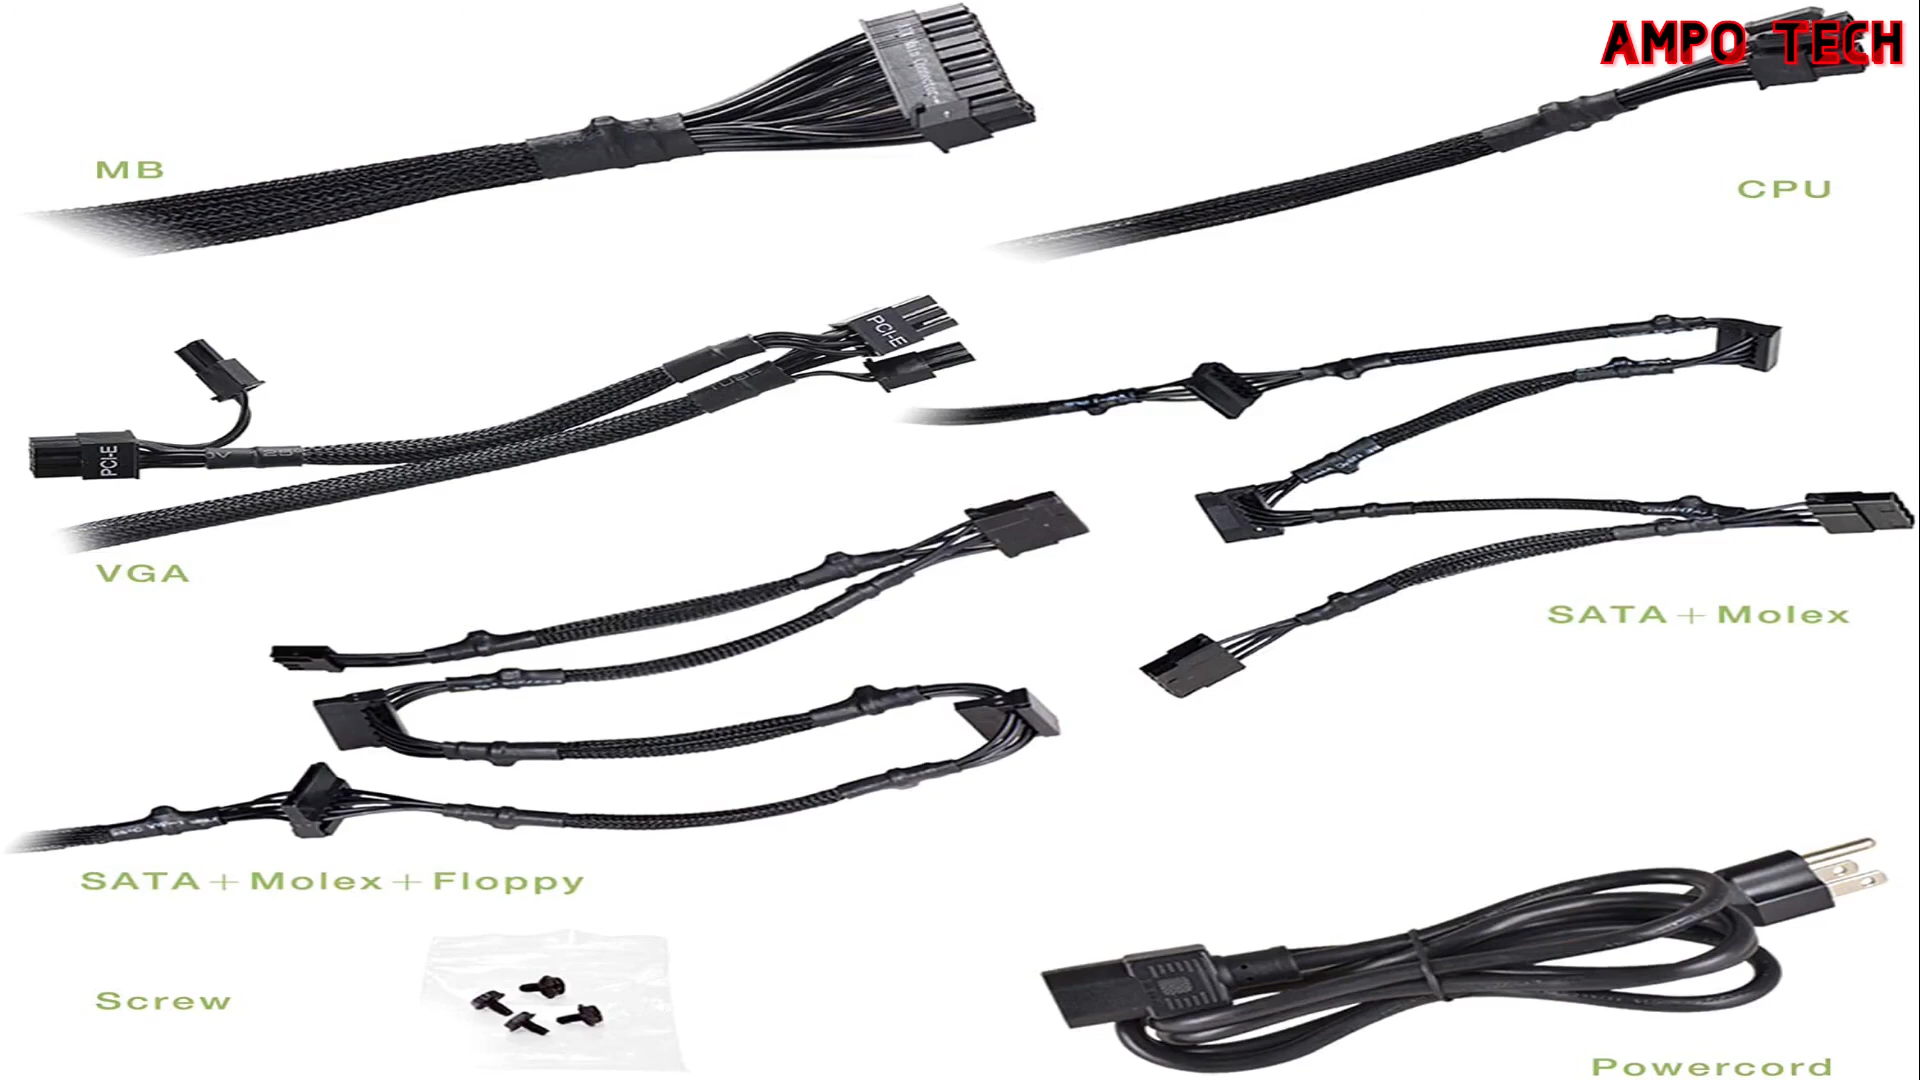 AMPO TECH
MB
CPU
PCI-E
PCI-E
VGA
SATA+Molex
SATA+Molex+Floppy
Screw
Powercord